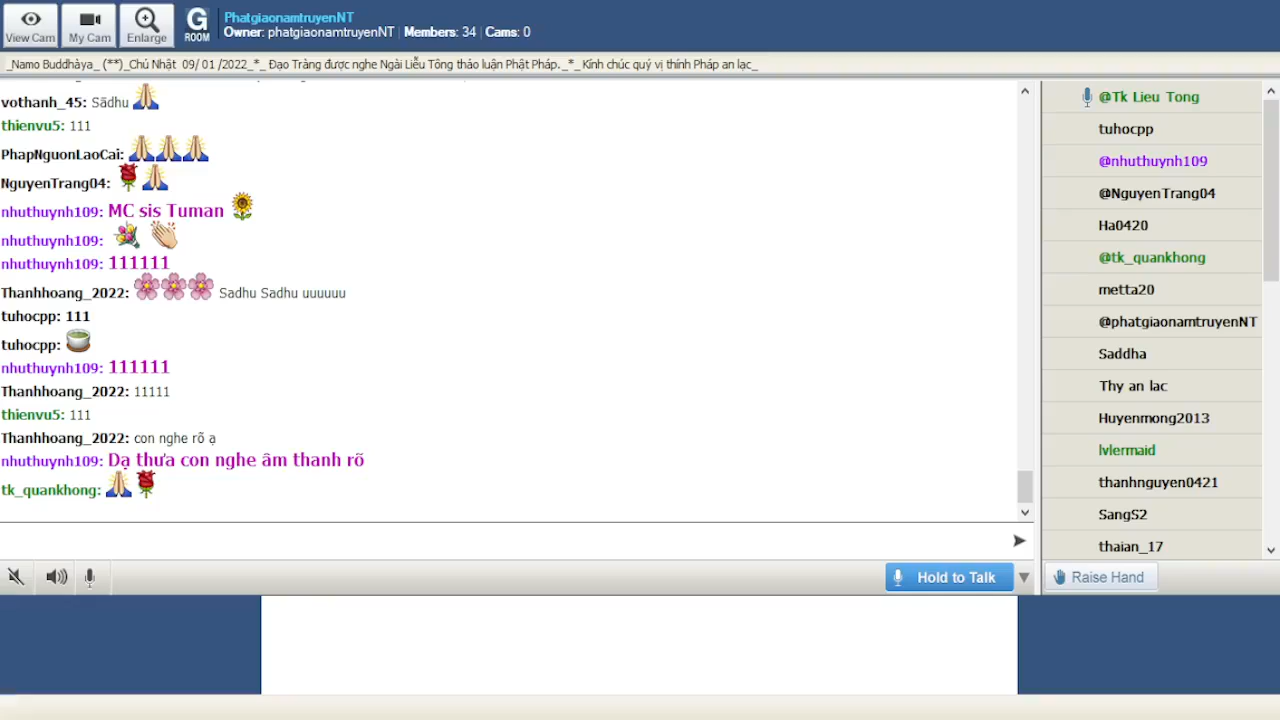 View Cam
My Cam
Enlarge
G
ROOM
PhatgiaonamtruyenNT
Owner: phatgiaonamtruyenNT | Members: 34 | Cams: 0
_Namo Buddhàya_ (**)_Chủ Nhật 09/ 01 /2022_*_ Đạo Tràng được nghe Ngài Liễu Tông thảo luận Phật Pháp._*_ Kính chúc quý vị thính Pháp an lạc_
vothanh_45: Sādhu
thienvu5: 111
PhapNguonLaoCai:
NguyenTrang04:
nhuthuynh109: MC sis Tuman
nhuthuynh109:
nhuthuynh109: 111111
Thanhhoang_2022: Sadhu Sadhu uuuuuu
tuhocpp: 111
tuhocpp:
nhuthuynh109: 111111
Thanhhoang_2022: 11111
thienvu5: 111
Thanhhoang_2022: con nghe rõ ạ
nhuthuynh109: Dạ thưa con nghe âm thanh rõ
tk_quankhong:
@Tk Lieu Tong
tuhocpp
@nhuthuynh109
@NguyenTrang04
Ha0420
@tk_quankhong
metta20
@phatgiaonamtruyenNT
Saddha
Thy an lac
Huyenmong2013
lvlermaid
thanhnguyen0421
SangS2
thaian_17
Hold to Talk
Raise Hand